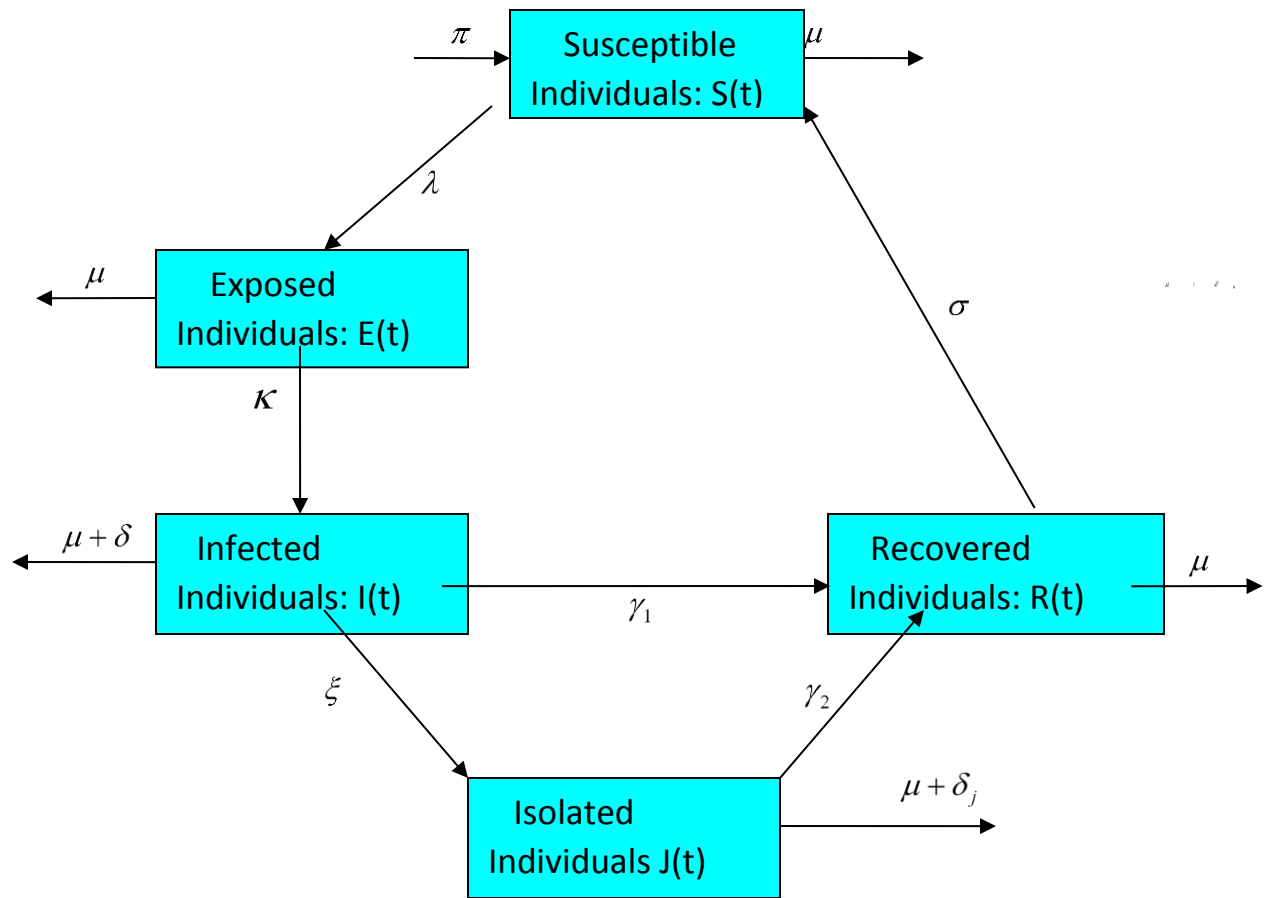 π
Susceptible
Individuals: S(t)
μ
λ
μ
Exposed
Individuals: E(t)
σ
κ
μ + δ
Infected
Individuals: I(t)
γ₁
Recovered
Individuals: R(t)
μ
ξ
γ₂
Isolated
Individuals J(t)
μ + δⱼ